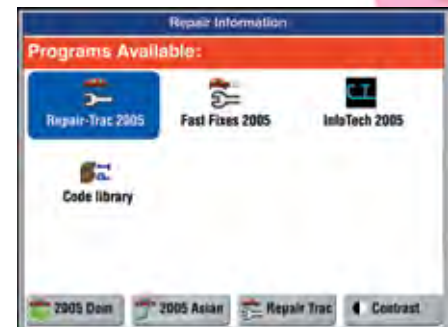 Repair Information
Programs Available:
Repair-Trac 2005
Fast Fixes 2005
C.T.
InfoTech 2005
Code library
2005 Dom
2005 Asian
Repair Trac
Contrast